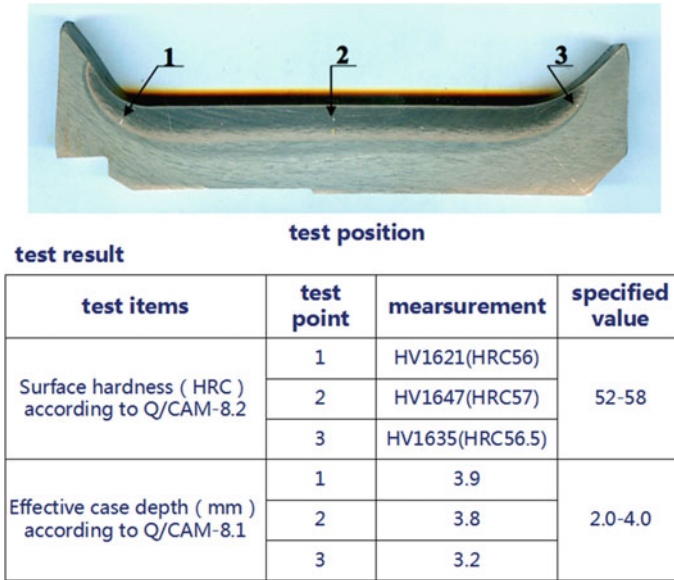 1 2 3
test position
test result
test items test point mearsurement specified value
Surface hardness ( HRC ) according to Q/CAM-8.2 1 HV1621(HRC56) 52-58
2 HV1647(HRC57)
3 HV1635(HRC56.5)
Effective case depth ( mm ) according to Q/CAM-8.1 1 3.9 2.0-4.0
2 3.8
3 3.2